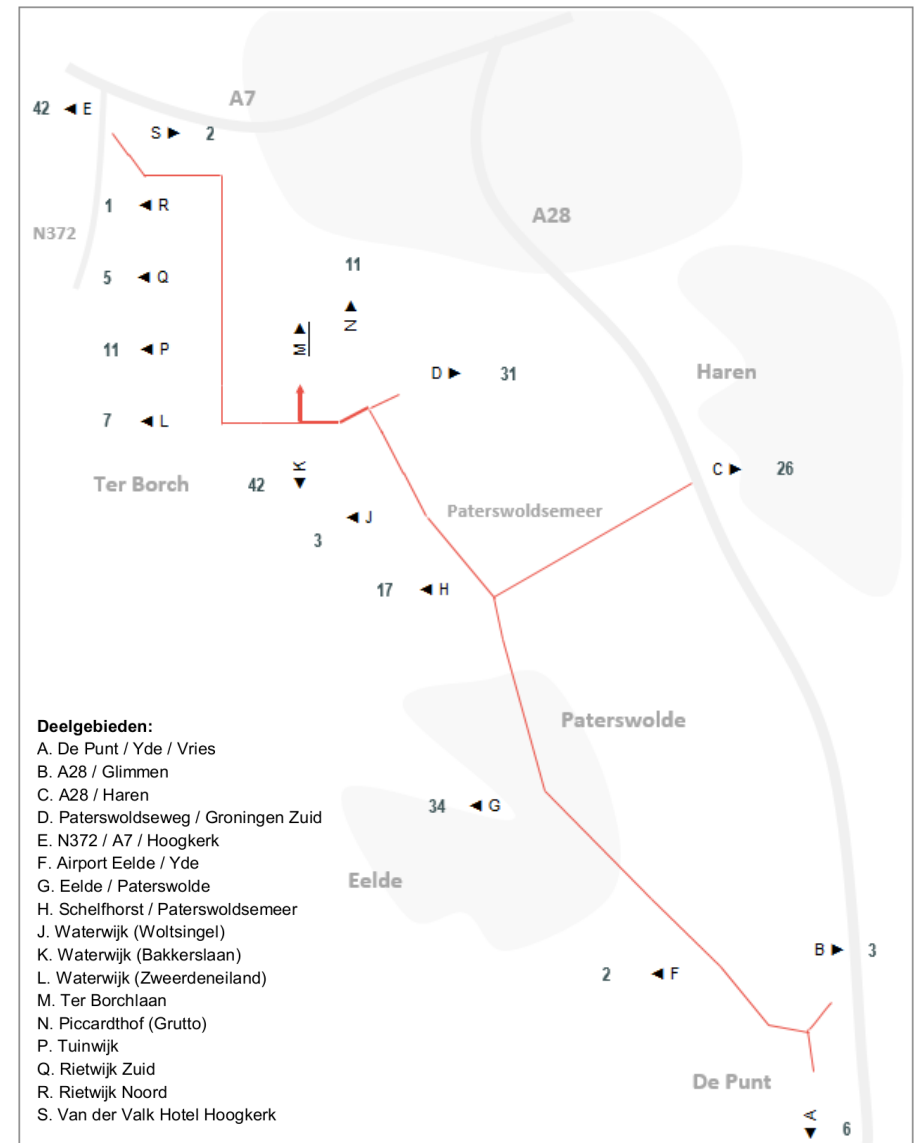 A7
42 ◄ E
S ► 2
1 ◄ R
N372
A28
5 ◄ Q
11
N ►
11 ◄ P
M ►
D ► 31
Haren
7 ◄ L
C ► 26
Ter Borch
42
K ►
◄ J
Paterswoldsemeer
3
17 ◄ H
Paterswolde
34 ◄ G
Eelde
B ► 3
2 ◄ F
De Punt
A ►
6
Deelgebieden:
A. De Punt / Yde / Vries
B. A28 / Glimmen
C. A28 / Haren
D. Paterswoldseweg / Groningen Zuid
E. N372 / A7 / Hoogkerk
F. Airport Eelde / Yde
G. Eelde / Paterswolde
H. Schelfhorst / Paterswoldsemeer
J. Waterwijk (Woltsingel)
K. Waterwijk (Bakkerslaan)
L. Waterwijk (Zweerdeneiland)
M. Ter Borchlaan
N. Piccardthof (Grutto)
P. Tuinwijk
Q. Rietwijk Zuid
R. Rietwijk Noord
S. Van der Valk Hotel Hoogkerk